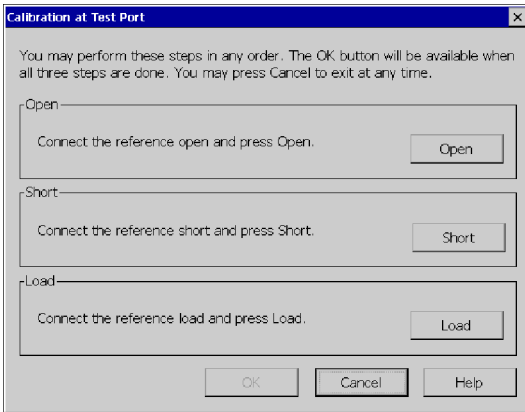 Calibration at Test Port
You may perform these steps in any order. The OK button will be available when
all three steps are done. You may press Cancel to exit at any time.
Open
Connect the reference open and press Open.
Open
Short
Connect the reference short and press Short.
Short
Load
Connect the reference load and press Load.
Load
OK Cancel Help